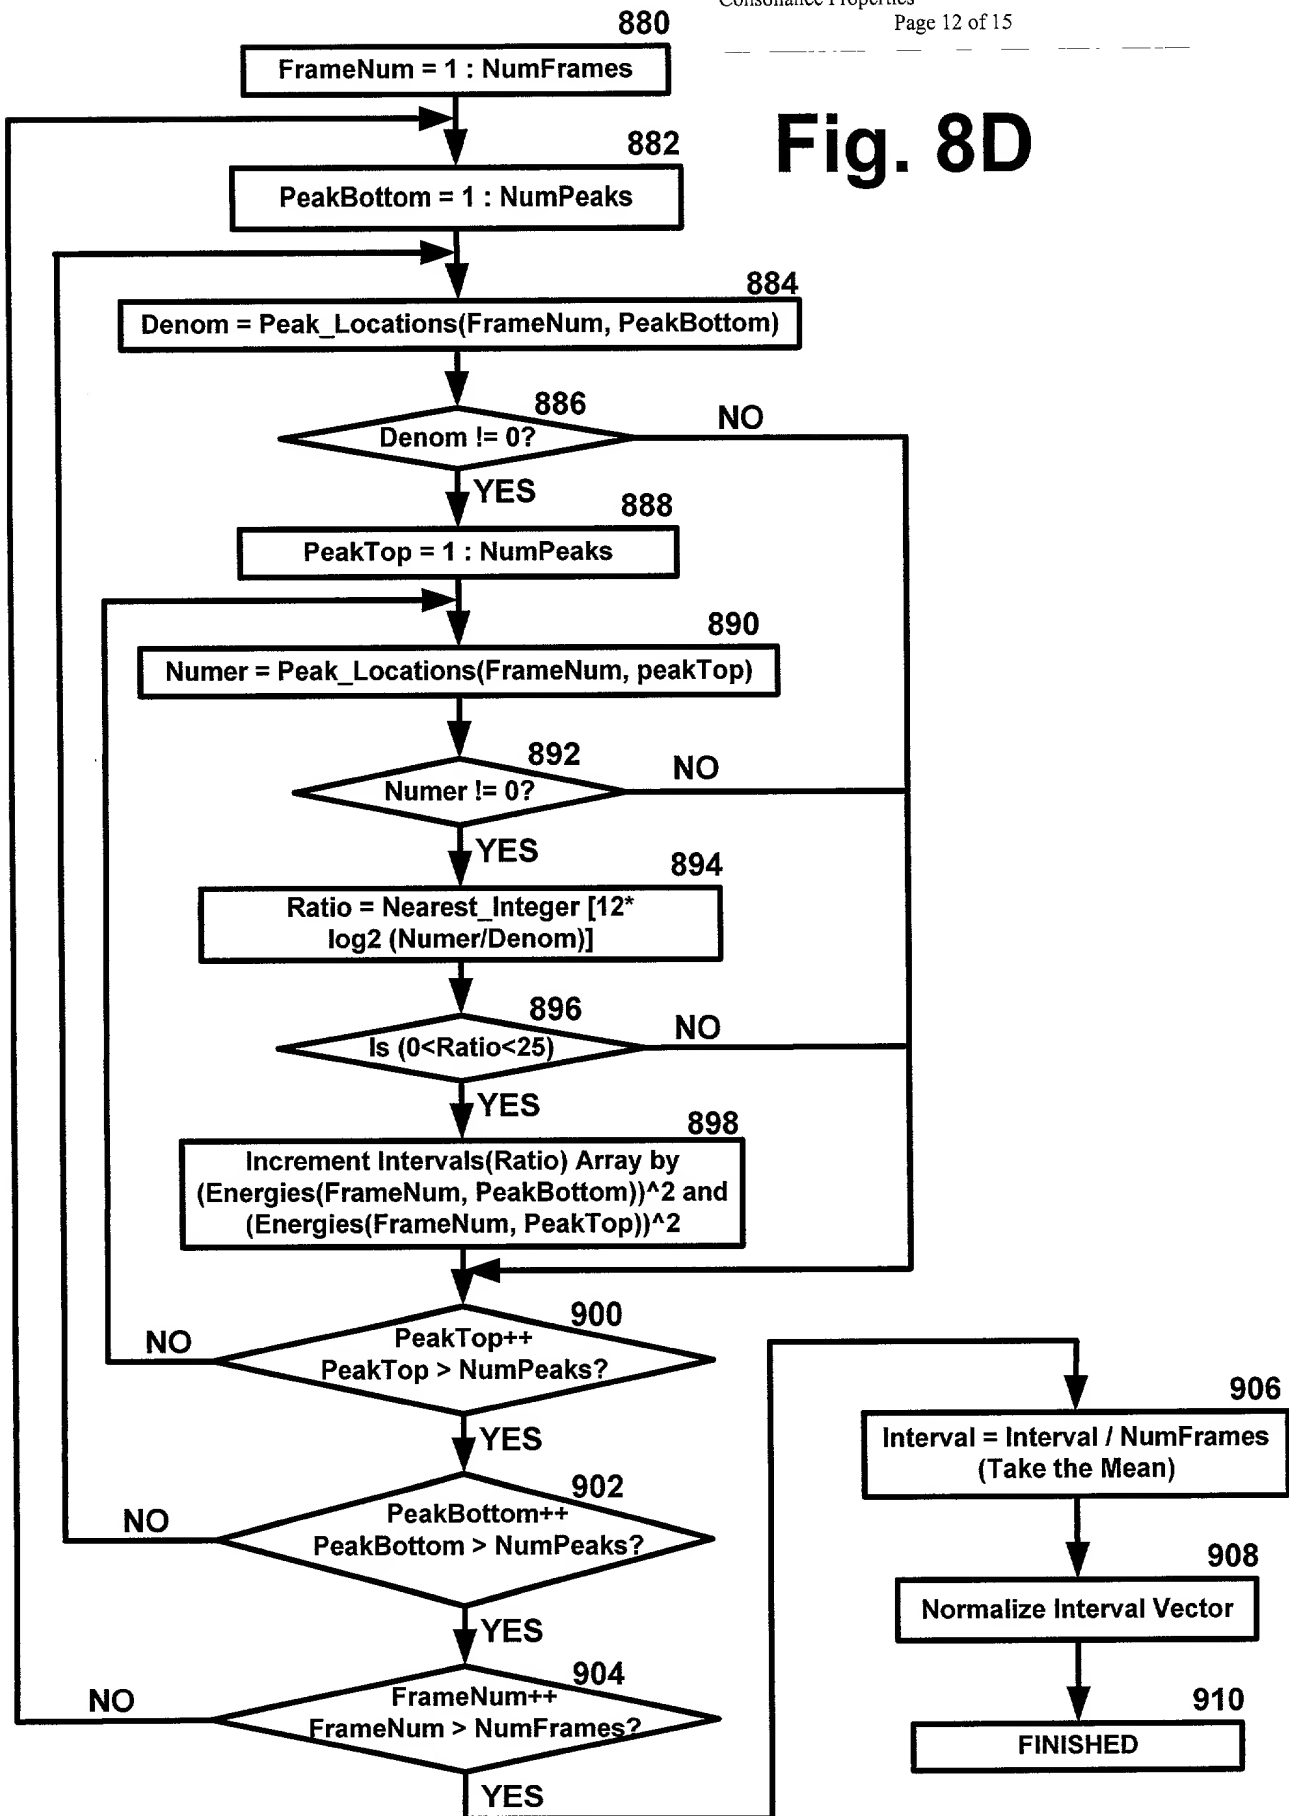 Consonance Properties
Page 12 of 15
Fig. 8D
880
FrameNum = 1 : NumFrames
882
PeakBottom = 1 : NumPeaks
884
Denom = Peak_Locations(FrameNum, PeakBottom)
886
Denom != 0?
NO
YES
888
PeakTop = 1 : NumPeaks
890
Numer = Peak_Locations(FrameNum, peakTop)
892
Numer != 0?
NO
YES
894
Ratio = Nearest_Integer [12*
log2 (Numer/Denom)]
896
Is (0<Ratio<25)
NO
YES
898
Increment Intervals(Ratio) Array by
(Energies(FrameNum, PeakBottom))^2 and
(Energies(FrameNum, PeakTop))^2
900
PeakTop++
PeakTop > NumPeaks?
NO
YES
902
PeakBottom++
PeakBottom > NumPeaks?
NO
YES
904
FrameNum++
FrameNum > NumFrames?
NO
YES
906
Interval = Interval / NumFrames
(Take the Mean)
908
Normalize Interval Vector
910
FINISHED